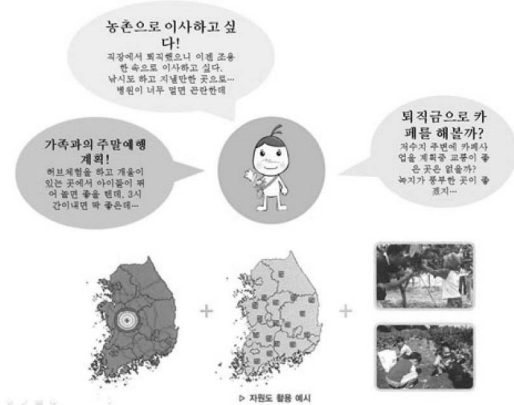 농촌으로 이사하고 싶
다!
직장에서 퇴직했으니 이젠 조용
한 속으로 이사하고 싶다.
낚시도 하고 지낼만한 곳으로…
병원이 너무 멀면 곤란한데
가족과의 주말여행
계획!
허브체험을 하고 개울이
있는 곳에서 아이들이 뛰
어 놀면 좋을 텐데, 3시
간이내면 딱 좋은데…
퇴직금으로 카
페를 해볼까?
저수지 주변에 카페사
업을 계획중 교통이 좋
은 곳은 없을까?
녹지가 풍부한 곳이 좋
겠지…
▷ 자원도 활용 예시